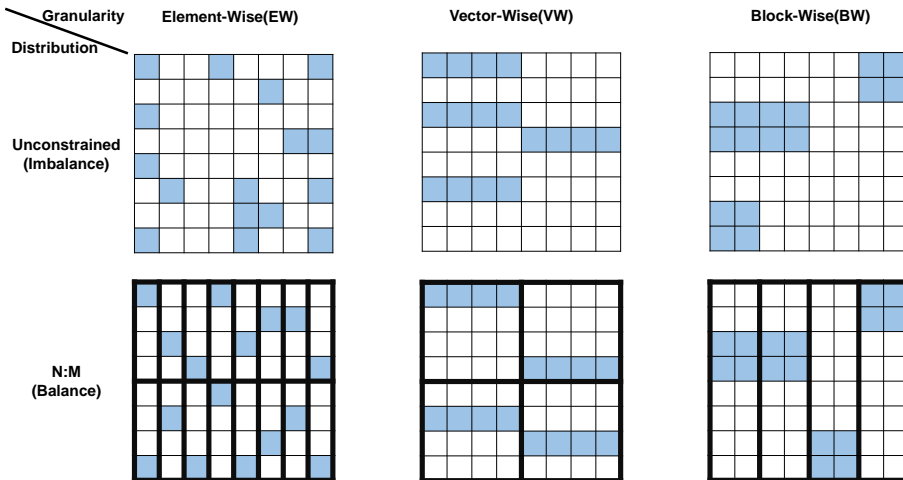 Granularity
Element-Wise(EW)
Vector-Wise(VW)
Block-Wise(BW)
Distribution
Unconstrained
(Imbalance)
N:M
(Balance)